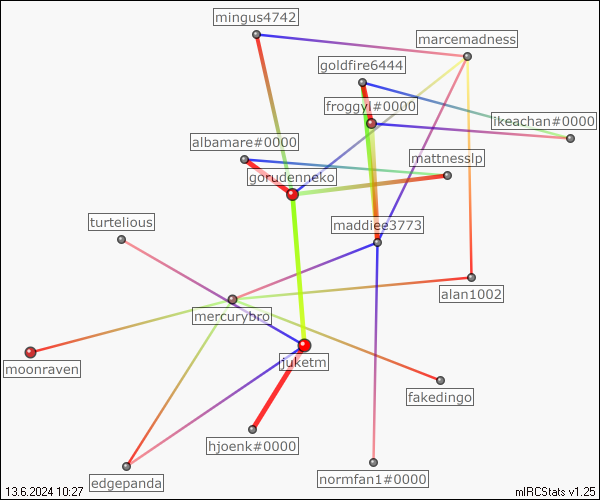 mingus4742
marcemadness
goldfire6444
froggyl#0000
ikeachan#0000
albamare#0000
mattnesslp
gorudenneko
turtelious
maddiee3773
alan1002
mercurybro
juketm
moonraven
fakedingo
hjoenk#0000
edgepanda
normfan1#0000
13.6.2024 10:27
mIRCStats v1.25